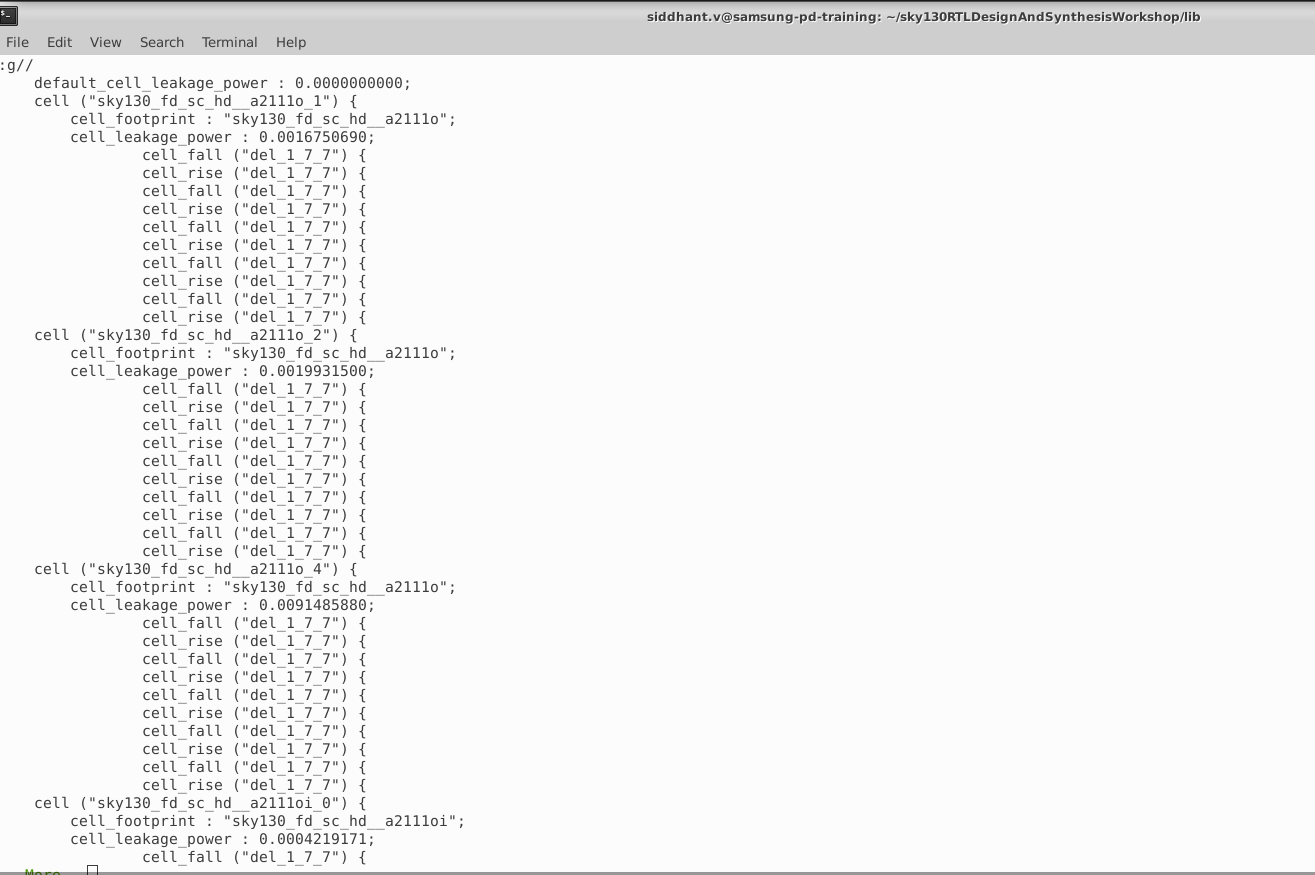 siddhant.v@samsung-pd-training: ~/sky130RTLDesignAndSynthesisWorkshop/lib
File Edit View Search Terminal Help
:g//
    default_cell_leakage_power : 0.0000000000;
    cell ("sky130_fd_sc_hd__a2111o_1") {
        cell_footprint : "sky130_fd_sc_hd__a2111o";
        cell_leakage_power : 0.0016750690;
                cell_fall ("del_1_7_7") {
                cell_rise ("del_1_7_7") {
                cell_fall ("del_1_7_7") {
                cell_rise ("del_1_7_7") {
                cell_fall ("del_1_7_7") {
                cell_rise ("del_1_7_7") {
                cell_fall ("del_1_7_7") {
                cell_rise ("del_1_7_7") {
                cell_fall ("del_1_7_7") {
                cell_rise ("del_1_7_7") {
    cell ("sky130_fd_sc_hd__a2111o_2") {
        cell_footprint : "sky130_fd_sc_hd__a2111o";
        cell_leakage_power : 0.0019931500;
                cell_fall ("del_1_7_7") {
                cell_rise ("del_1_7_7") {
                cell_fall ("del_1_7_7") {
                cell_rise ("del_1_7_7") {
                cell_fall ("del_1_7_7") {
                cell_rise ("del_1_7_7") {
                cell_fall ("del_1_7_7") {
                cell_rise ("del_1_7_7") {
                cell_fall ("del_1_7_7") {
                cell_rise ("del_1_7_7") {
    cell ("sky130_fd_sc_hd__a2111o_4") {
        cell_footprint : "sky130_fd_sc_hd__a2111o";
        cell_leakage_power : 0.0091485880;
                cell_fall ("del_1_7_7") {
                cell_rise ("del_1_7_7") {
                cell_fall ("del_1_7_7") {
                cell_rise ("del_1_7_7") {
                cell_fall ("del_1_7_7") {
                cell_rise ("del_1_7_7") {
                cell_fall ("del_1_7_7") {
                cell_rise ("del_1_7_7") {
                cell_fall ("del_1_7_7") {
                cell_rise ("del_1_7_7") {
    cell ("sky130_fd_sc_hd__a2111oi_0") {
        cell_footprint : "sky130_fd_sc_hd__a2111oi";
        cell_leakage_power : 0.0004219171;
                cell_fall ("del_1_7_7") {
More